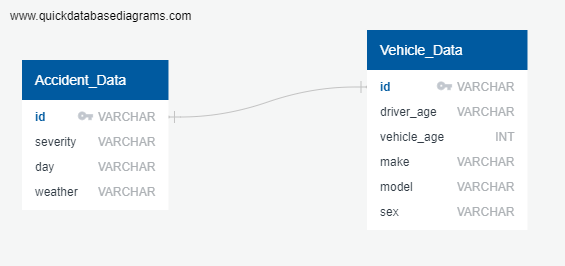 www.quickdatabasediagrams.com
Accident_Data
id VARCHAR
severity VARCHAR
day VARCHAR
weather VARCHAR
Vehicle_Data
id VARCHAR
driver_age VARCHAR
vehicle_age INT
make VARCHAR
model VARCHAR
sex VARCHAR